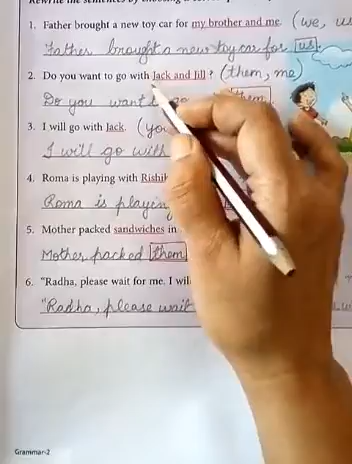 Rewrite the sentences by choosing
1. Father brought a new toy car for my brother and me. (we, us
Father brought a new toy car for us.
2. Do you want to go with Jack and Jill? (them, me)
Do you want to go them
3. I will go with Jack. (you
I will go with
4. Roma is playing with Rishi
Roma is playing
5. Mother packed sandwiches in
Mother packed them
6. "Radha, please wait for me. I wil
"Radha, please wait
Grammar-2